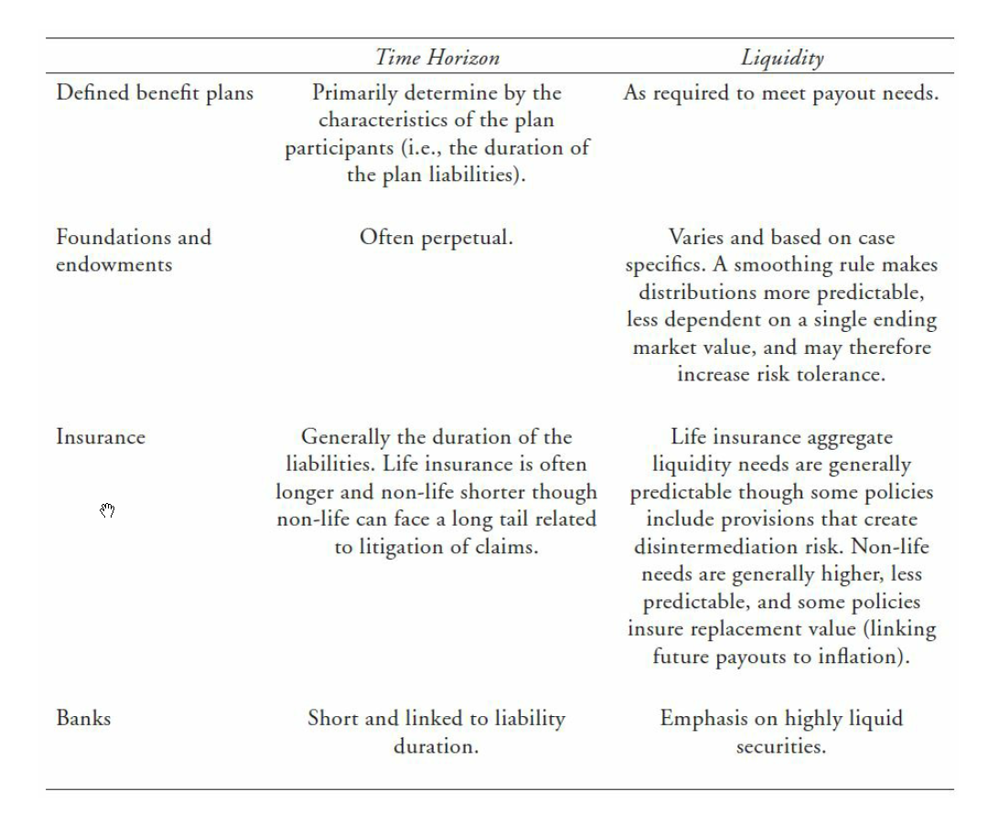 Time Horizon
Liquidity
Defined benefit plans
Primarily determine by the
characteristics of the plan
participants (i.e., the duration of
the plan liabilities).
As required to meet payout needs.
Foundations and
endowments
Often perpetual.
Varies and based on case
specifics. A smoothing rule makes
distributions more predictable,
less dependent on a single ending
market value, and may therefore
increase risk tolerance.
Insurance
Generally the duration of the
liabilities. Life insurance is often
longer and non-life shorter though
non-life can face a long tail related
to litigation of claims.
Life insurance aggregate
liquidity needs are generally
predictable though some policies
include provisions that create
disintermediation risk. Non-life
needs are generally higher, less
predictable, and some policies
insure replacement value (linking
future payouts to inflation).
Banks
Short and linked to liability
duration.
Emphasis on highly liquid
securities.